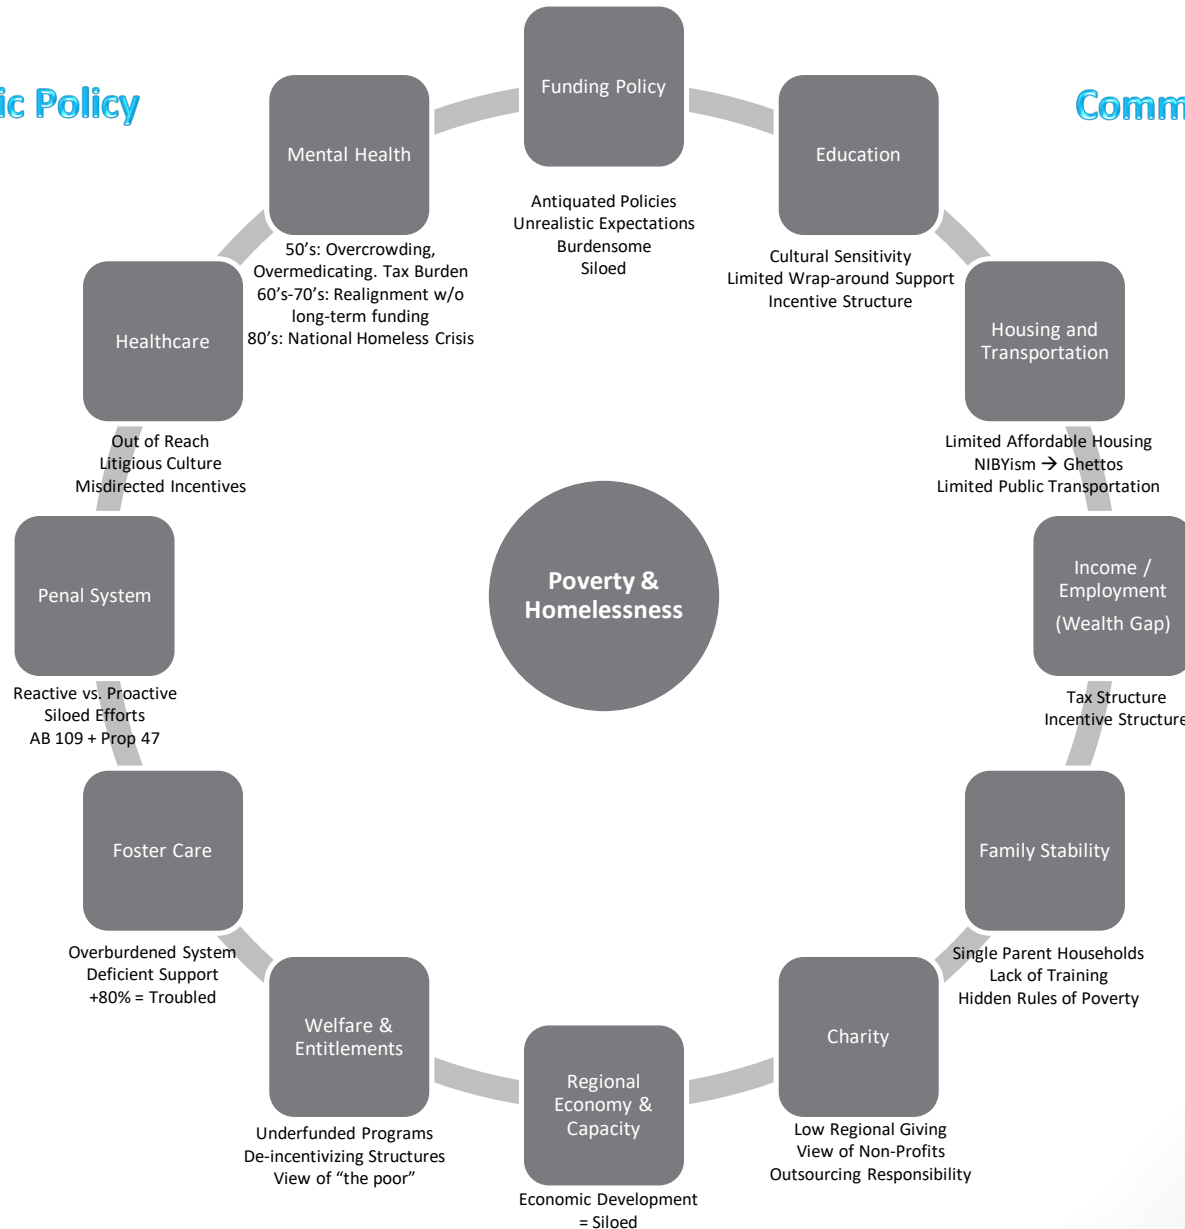 ic Policy
Comm
Funding Policy
Antiquated Policies
Unrealistic Expectations
Burdensome
Siloed
Education
Cultural Sensitivity
Limited Wrap-around Support
Incentive Structure
Housing and
Transportation
Limited Affordable Housing
NIBYism → Ghettos
Limited Public Transportation
Income /
Employment
(Wealth Gap)
Tax Structure
Incentive Structure
Family Stability
Single Parent Households
Lack of Training
Hidden Rules of Poverty
Charity
Low Regional Giving
View of Non-Profits
Outsourcing Responsibility
Regional
Economy &
Capacity
Economic Development
= Siloed
Welfare &
Entitlements
Underfunded Programs
De-incentivizing Structures
View of “the poor”
Foster Care
Overburdened System
Deficient Support
+80% = Troubled
Penal System
Reactive vs. Proactive
Siloed Efforts
AB 109 + Prop 47
Healthcare
Out of Reach
Litigious Culture
Misdirected Incentives
Mental Health
50’s: Overcrowding,
Overmedicating. Tax Burden
60’s-70’s: Realignment w/o
long-term funding
80’s: National Homeless Crisis
Poverty &
Homelessness